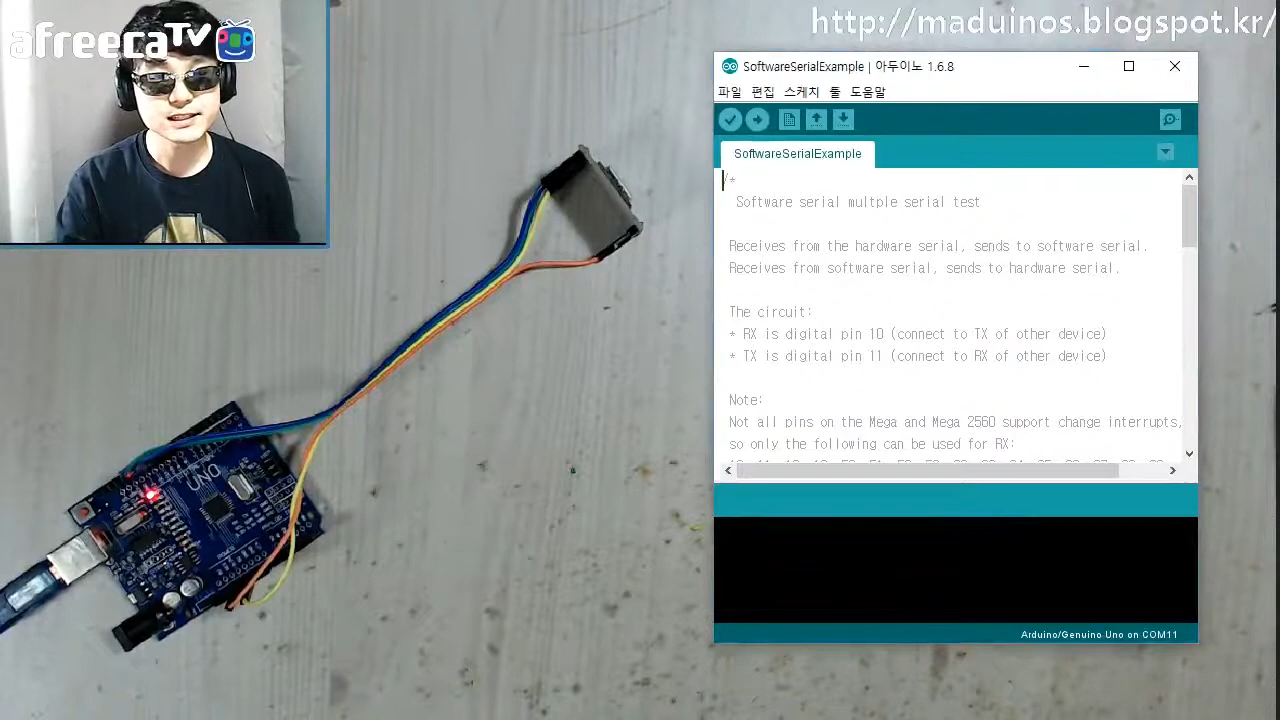 afreecaTV
http://maduinos.blogspot.kr/
SoftwareSerialExample | 아두이노 1.6.8
파일 편집 스케치 툴 도움말
SoftwareSerialExample
/*
Software serial multple serial test
Receives from the hardware serial, sends to software serial.
Receives from software serial, sends to hardware serial.
The circuit:
* RX is digital pin 10 (connect to TX of other device)
* TX is digital pin 11 (connect to RX of other device)
Note:
Not all pins on the Mega and Mega 2560 support change interrupts,
so only the following can be used for RX:
Arduino/Genuino Uno on COM11
UNO